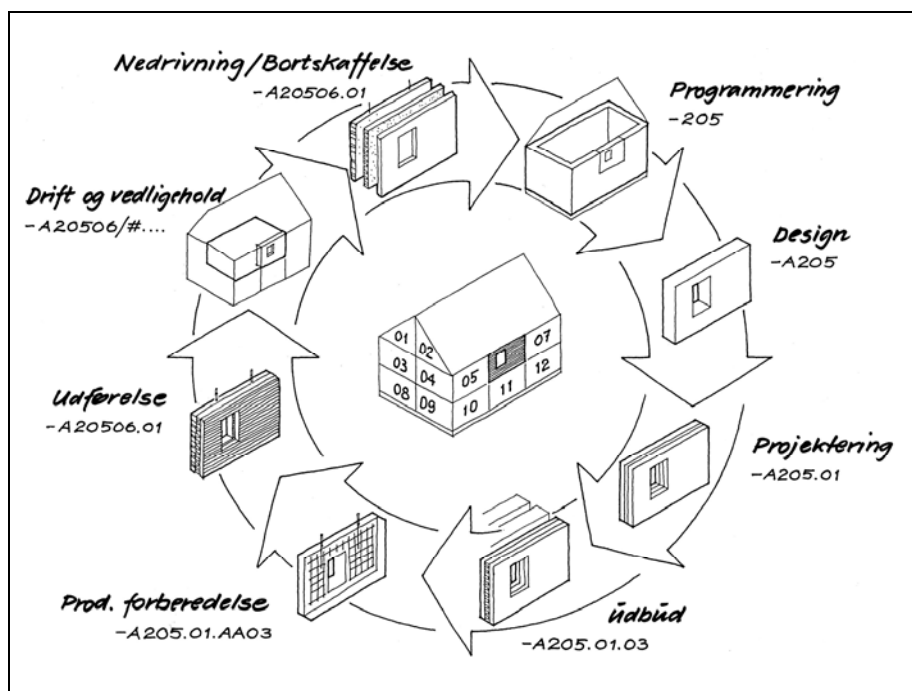 Nedrivning/Bortskaffelse
-A20506.01
Programmering
-205
Design
-A205
Projektering
-A205.01
Udbud
-A205.01.03
Prod. forberedelse
-A205.01.AA03
Udførelse
-A20506.01
Drift og vedligehold
-A20506/#....
01 02 07
03 04 05 12
08 09 10 11